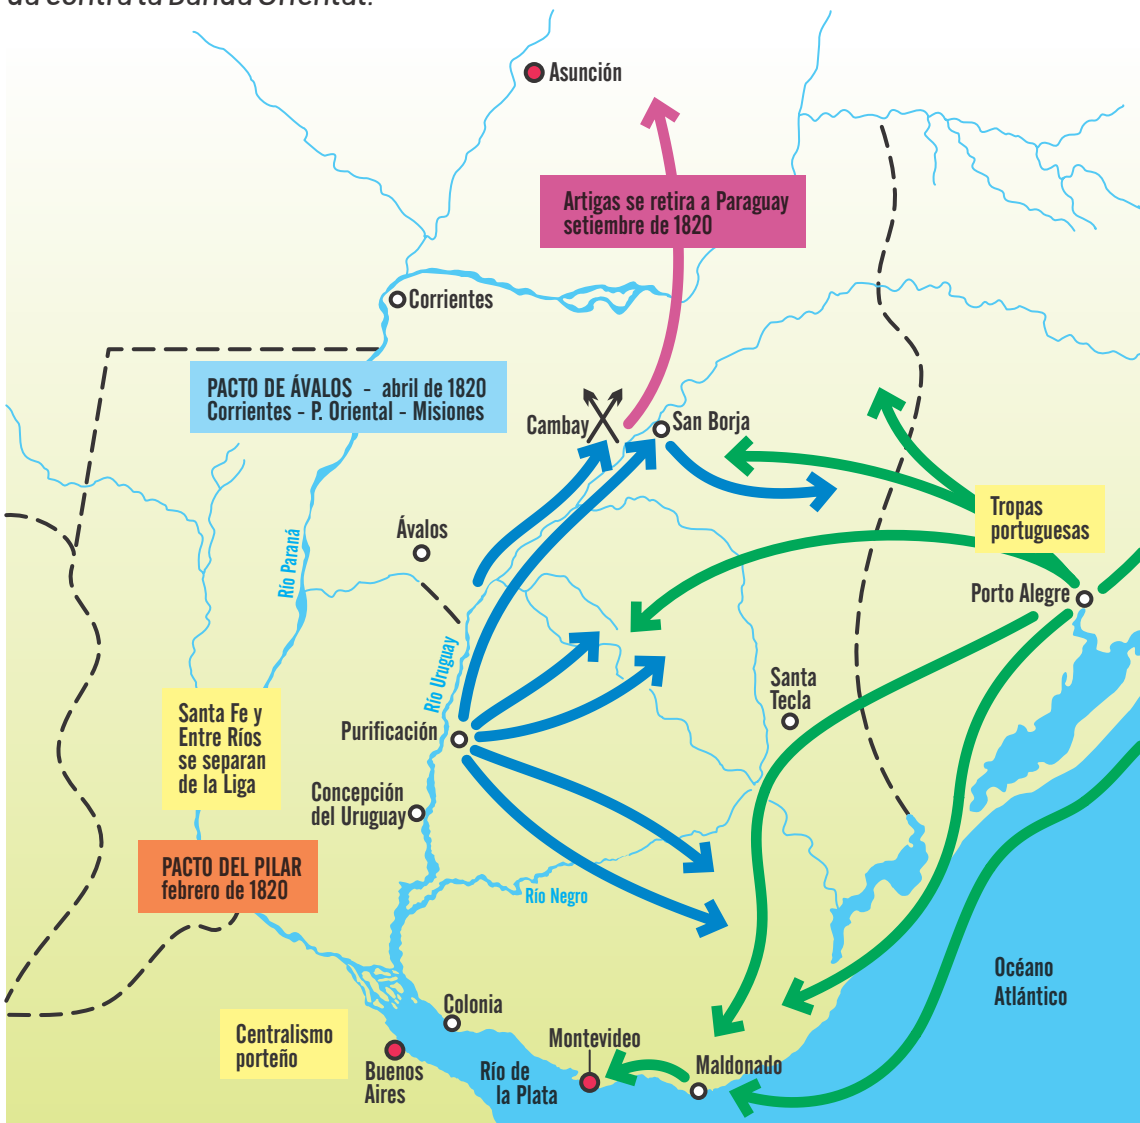 da contra la Banda Oriental.
Asunción
Artigas se retira a Paraguay
setiembre de 1820
Corrientes
PACTO DE ÁVALOS - abril de 1820
Corrientes - P. Oriental - Misiones
Cambay
San Borja
Tropas
portuguesas
Ávalos
Río Paraná
Porto Alegre
Río Uruguay
Santa
Tecla
Santa Fe y
Entre Ríos
se separan
de la Liga
Purificación
Concepción
del Uruguay
PACTO DEL PILAR
febrero de 1820
Río Negro
Océano
Atlántico
Colonia
Centralismo
porteño
Montevideo
Buenos
Aires
Río de
la Plata
Maldonado